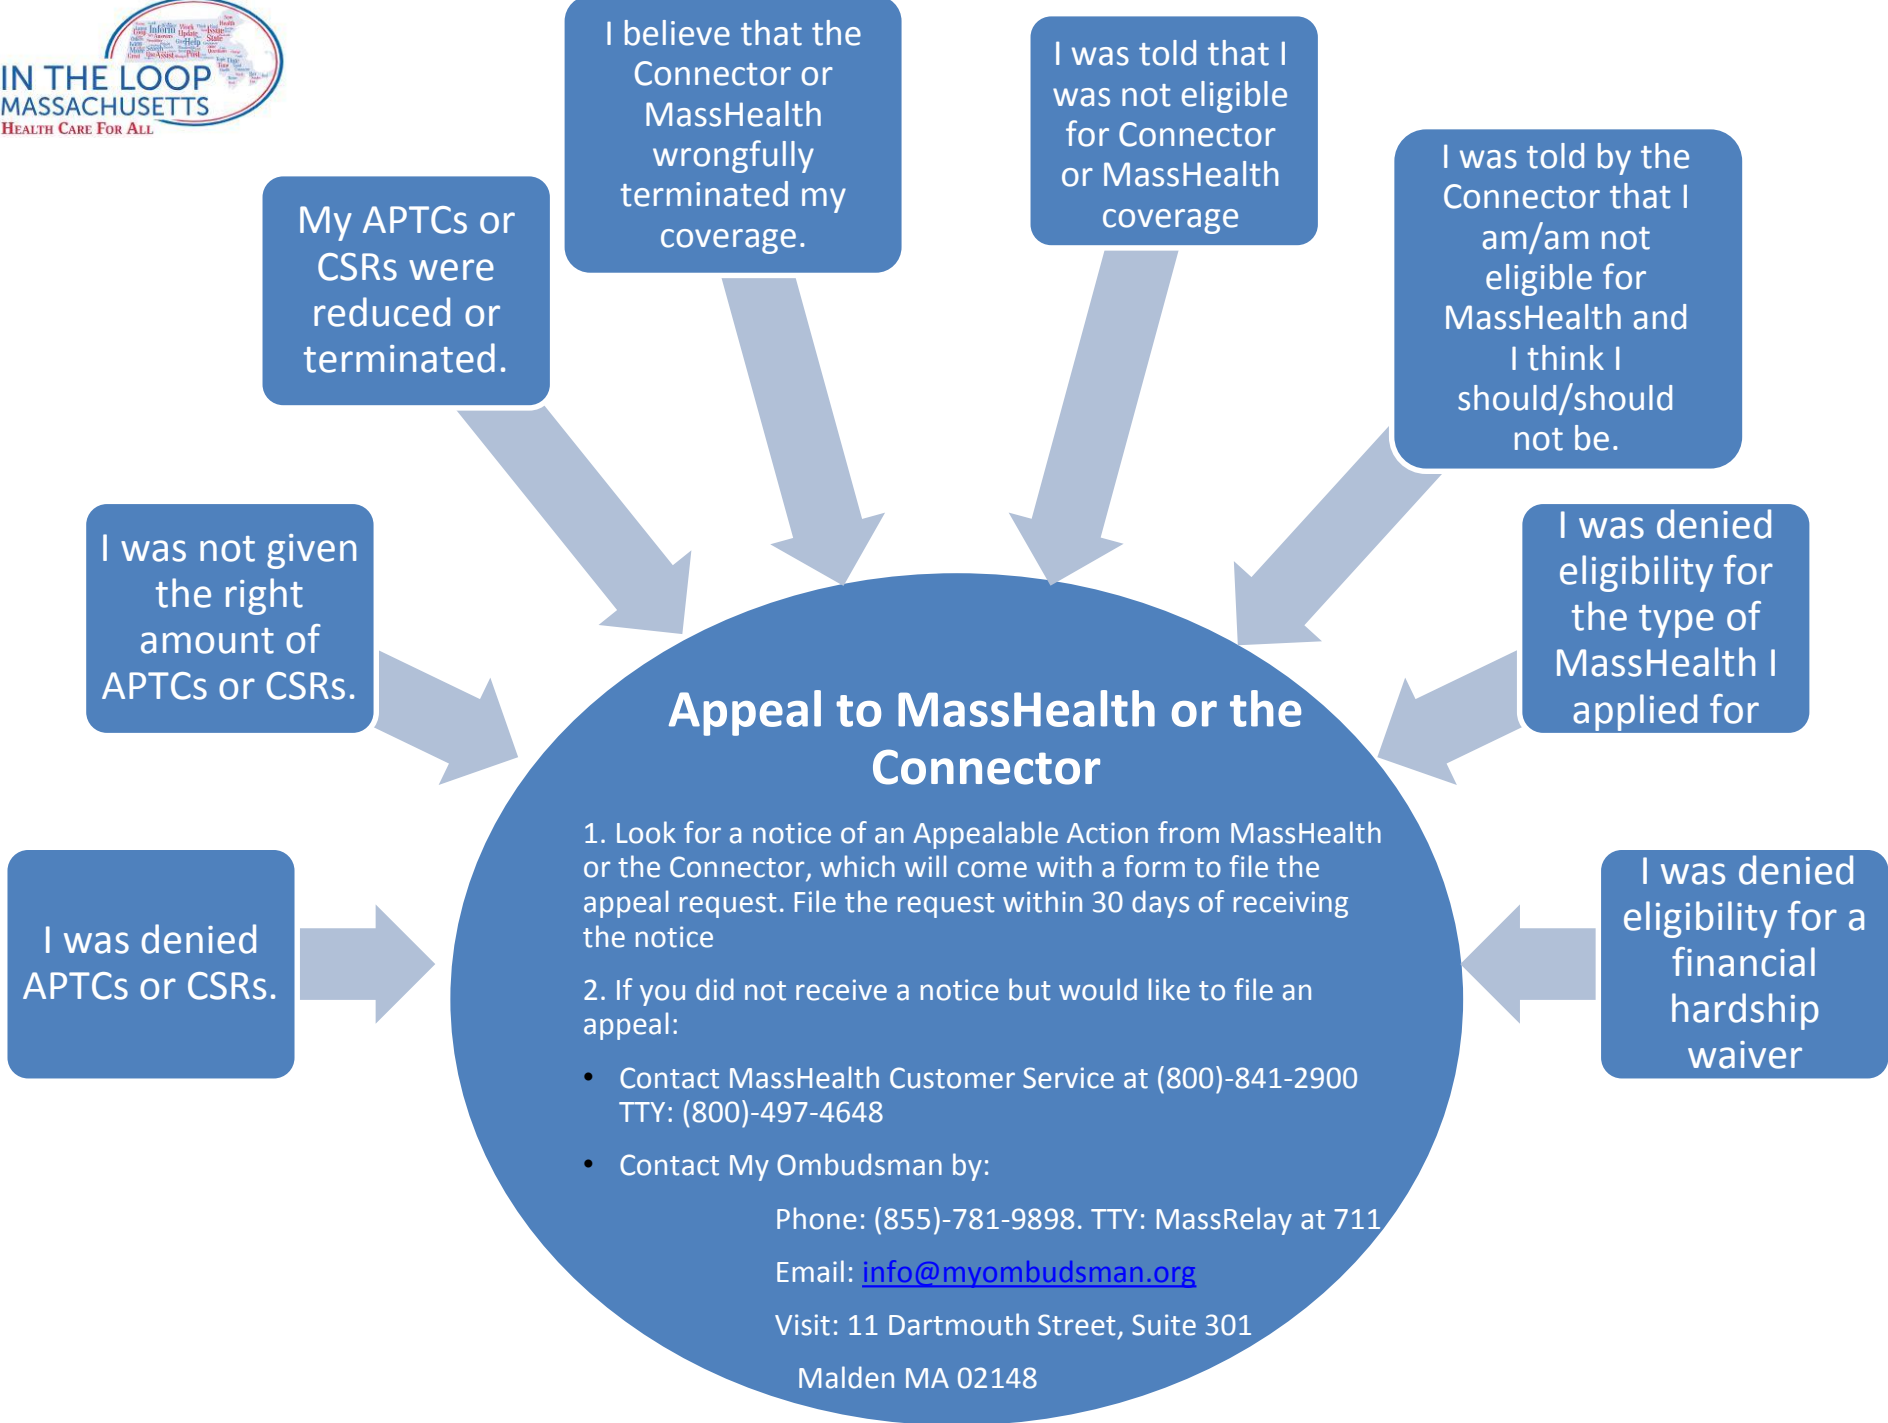 IN THE LOOP
MASSACHUSETTS
HEALTH CARE FOR ALL
I believe that the
Connector or
MassHealth
wrongfully
terminated my
coverage.
I was told that I
was not eligible
for Connector
or MassHealth
coverage
I was told by the
Connector that I
am/am not
eligible for
MassHealth and
I think I
should/should
not be.
My APTCs or
CSRs were
reduced or
terminated.
I was not given
the right
amount of
APTCs or CSRs.
I was denied
eligibility for
the type of
MassHealth I
applied for
I was denied
APTCs or CSRs.
I was denied
eligibility for a
financial
hardship
waiver
Appeal to MassHealth or the
Connector
1. Look for a notice of an Appealable Action from MassHealth
or the Connector, which will come with a form to file the
appeal request. File the request within 30 days of receiving
the notice
2. If you did not receive a notice but would like to file an
appeal:
• Contact MassHealth Customer Service at (800)-841-2900
TTY: (800)-497-4648
• Contact My Ombudsman by:
Phone: (855)-781-9898. TTY: MassRelay at 711
Email: info@myombudsman.org
Visit: 11 Dartmouth Street, Suite 301
Malden MA 02148